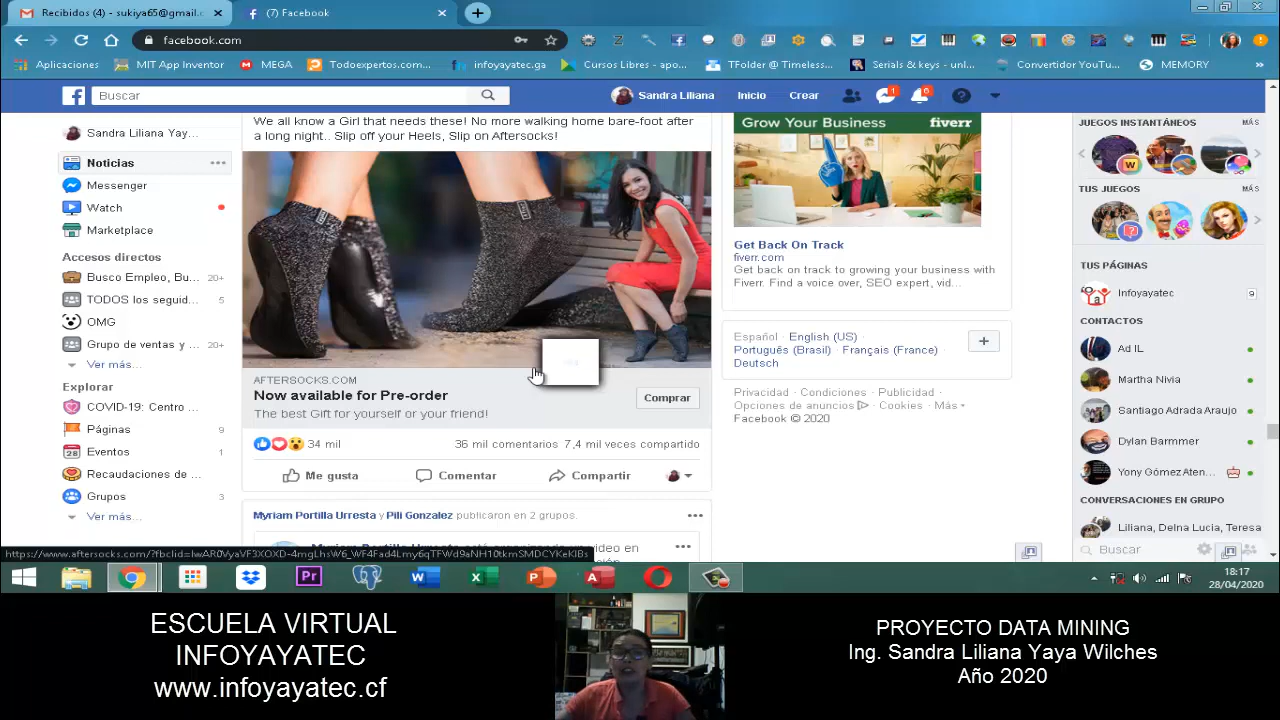 Recibidos (4) - sukiya65@gmail.
(7) Facebook
facebook.com
Aplicaciones
MIT App Inventor
MEGA
Todoexpertos.com...
infoyayatec.ga
Cursos Libres - apo...
TFolder @ Timeless...
Serials & keys - unl...
Convertidor YouTu...
MEMORY
»
Buscar
Sandra Liliana
Inicio
Crear
1
6
Sandra Liliana Yay...
Noticias
Messenger
Watch
Marketplace
Accesos directos
Busco Empleo, Bu... 20+
TODOS los seguid... 5
OMG
Grupo de ventas y ... 20+
Ver más...
Explorar
COVID-19: Centro ...
Páginas
Eventos 1
Recaudaciones de ...
Grupos 3
Ver más...
We all know a Girl that needs these! No more walking home bare-foot after
a long night.. Slip off your Heels, Slip on Aftersocks!
AFTERSOCKS.COM
Now available for Pre-order
The best Gift for yourself or your friend!
Comprar
34 mil
36 mil comentarios 7,4 mil veces compartido
Me gusta
Comentar
Compartir
Myriam Portilla Urresta y Pili Gonzalez publicaron en 2 grupos.
Grow Your Business
fiverr
Get Back On Track
fiverr.com
Get back on track to growing your business with
Fiverr. Find a voice over, SEO expert, vid...
Español · English (US) ·
Português (Brasil) · Français (France) ·
Deutsch
Privacidad · Condiciones · Publicidad ·
Opciones de anuncios · Cookies · Más
Facebook © 2020
JUEGOS INSTANTÁNEOS MÁS
TUS JUEGOS MÁS
TUS PÁGINAS
Infoyayatec 9
CONTACTOS
Ad IL
Martha Nivia
Santiago Adrada Araujo
Dylan Barmmer
Yony Gómez Aten...
CONVERSACIONES EN GRUPO
Liliana, Delna Lucia, Teresa
Buscar
18:17
28/04/2020
ESCUELA VIRTUAL
INFOYAYATEC
www.infoyayatec.cf
PROYECTO DATA MINING
Ing. Sandra Liliana Yaya Wilches
Año 2020